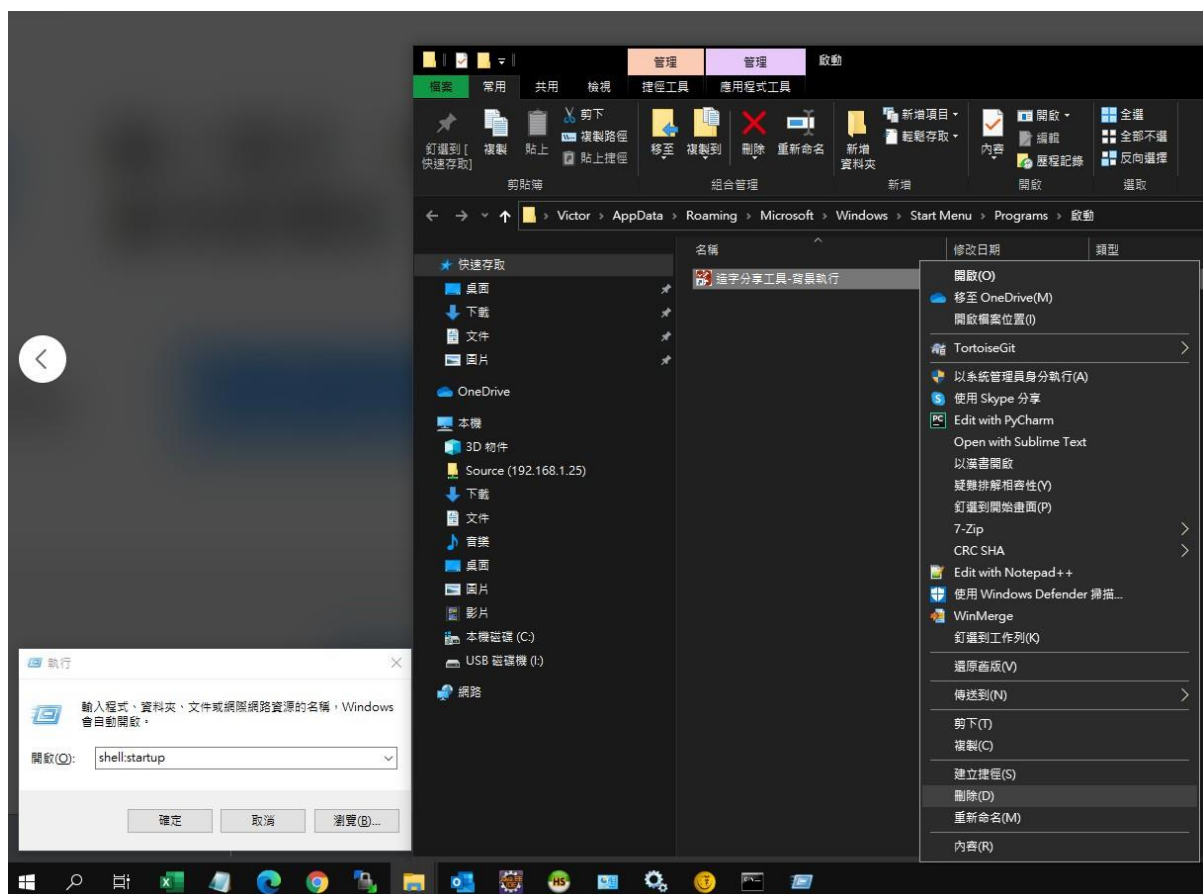 管理
管理
啟動
檔案
常用
共用
檢視
捷徑工具
應用程式工具
釘選到 [
快速存取]
複製
貼上
剪下
複製路徑
貼上捷徑
移至
複製到
刪除
重新命名
新增
資料夾
新增項目
輕鬆存取
內容
開啟
編輯
歷程記錄
全選
全部不選
反向選擇
剪貼簿
組合管理
新增
開啟
選取
Victor › AppData › Roaming › Microsoft › Windows › Start Menu › Programs › 啟動
名稱
修改日期
類型
快速存取
桌面
下載
文件
圖片
OneDrive
本機
3D 物件
Source (192.168.1.25)
下載
文件
音樂
桌面
圖片
影片
本機磁碟 (C:)
USB 磁碟機 (I:)
網路
造字分享工具-背景執行
開啟(O)
移至 OneDrive(M)
開啟檔案位置(I)
TortoiseGit
以系統管理員身分執行(A)
使用 Skype 分享
PC
Edit with PyCharm
Open with Sublime Text
以漢書開啟
疑難排解相容性(Y)
釘選到開始畫面(P)
7-Zip
CRC SHA
Edit with Notepad++
使用 Windows Defender 掃描...
WinMerge
釘選到工作列(K)
還原舊版(V)
傳送到(N)
剪下(T)
複製(C)
建立捷徑(S)
刪除(D)
重新命名(M)
內容(R)
執行
輸入程式、資料夾、文件或網際網路資源的名稱，Windows
會自動開啟。
開啟(O):
shell:startup
確定
取消
瀏覽(B)...
HS